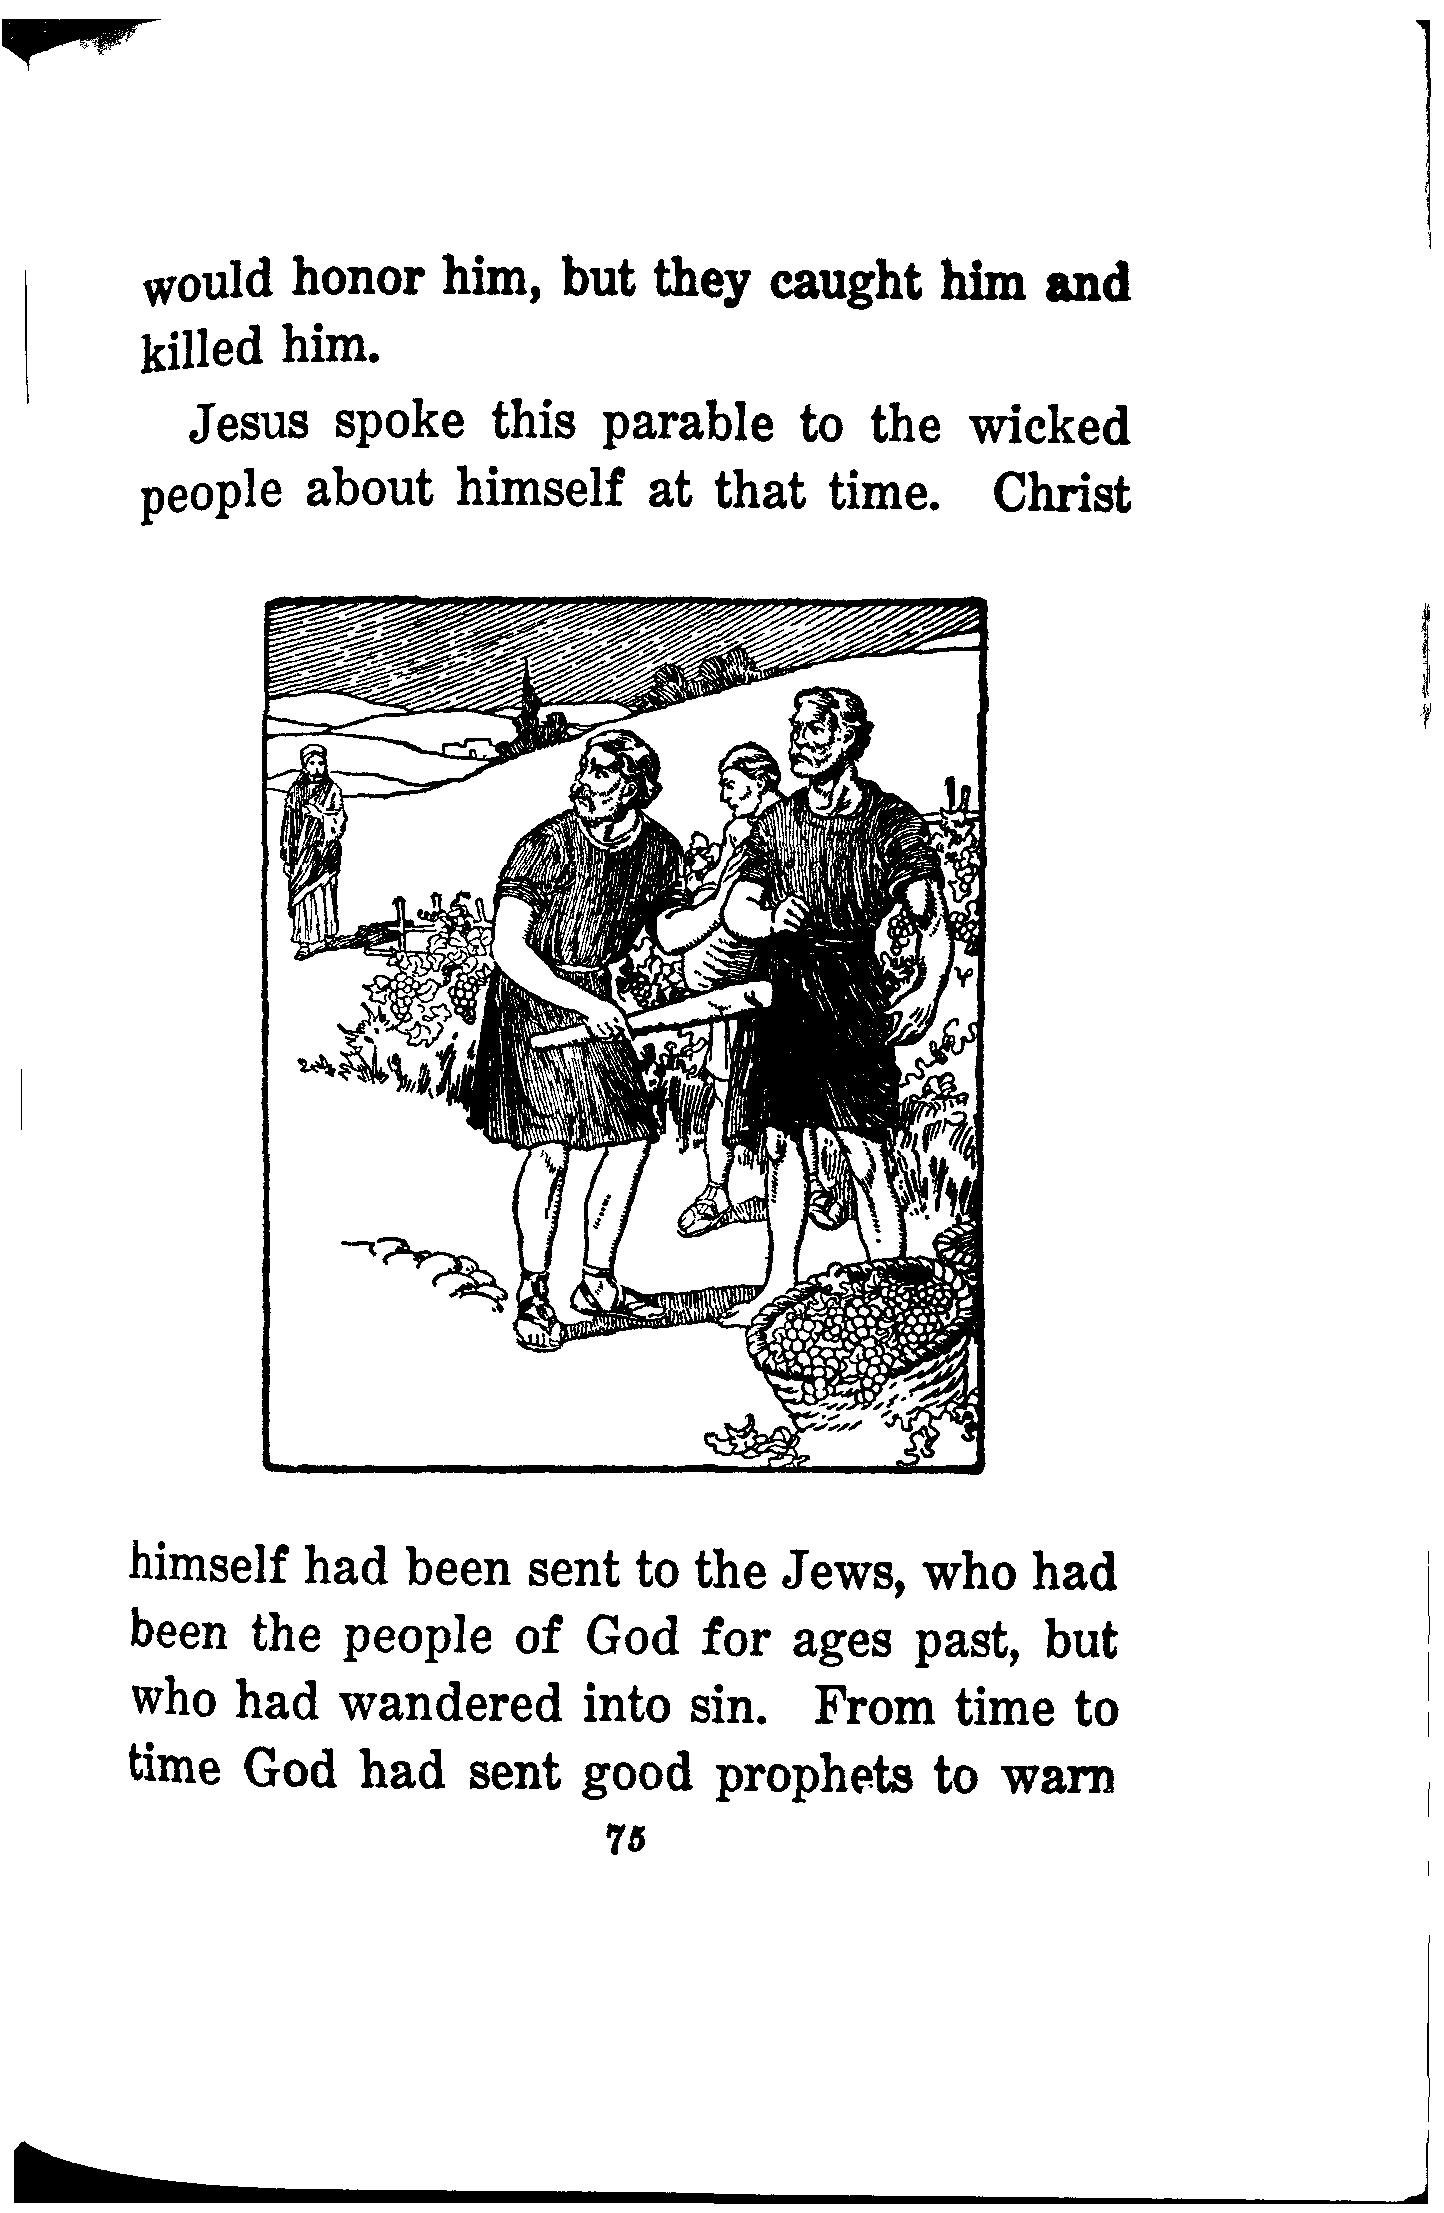 would honor him, but they caught him and
killed him.
Jesus spoke this parable to the wicked
people about himself at that time. Christ
himself had been sent to the Jews, who had
been the people of God for ages past, but
who had wandered into sin. From time to
time God had sent good prophets to warn
75